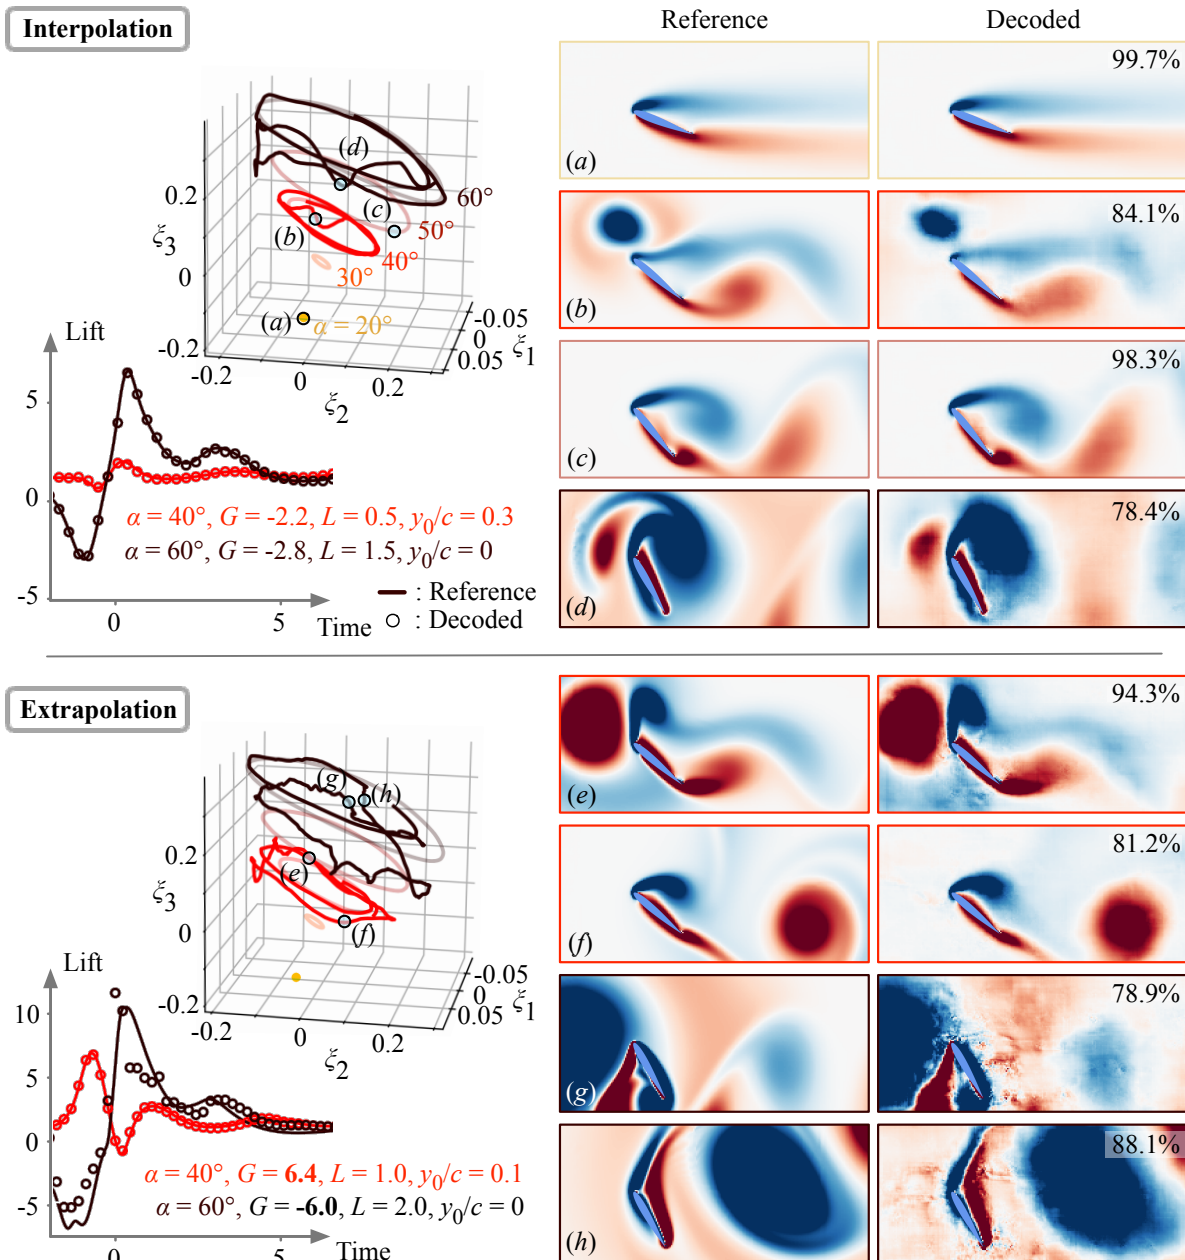 Interpolation
Reference
Decoded
0.2
0
-0.2
ξ3
-0.2
0
0.2
ξ2
-0.05
0
0.05
ξ1
(d)
(c)
(b)
(a)
60°
50°
40°
30°
α = 20°
Lift
5
0
-5
0
5
Time
α = 40°, G = -2.2, L = 0.5, y0/c = 0.3
α = 60°, G = -2.8, L = 1.5, y0/c = 0
: Reference
: Decoded
(a)
99.7%
(b)
84.1%
(c)
98.3%
(d)
78.4%
Extrapolation
0.2
0
-0.2
ξ3
-0.2
0
0.2
ξ2
-0.05
0
0.05
ξ1
(g)
(h)
(e)
(f)
Lift
10
5
0
-5
0
5
Time
α = 40°, G = 6.4, L = 1.0, y0/c = 0.1
α = 60°, G = -6.0, L = 2.0, y0/c = 0
(e)
94.3%
(f)
81.2%
(g)
78.9%
(h)
88.1%